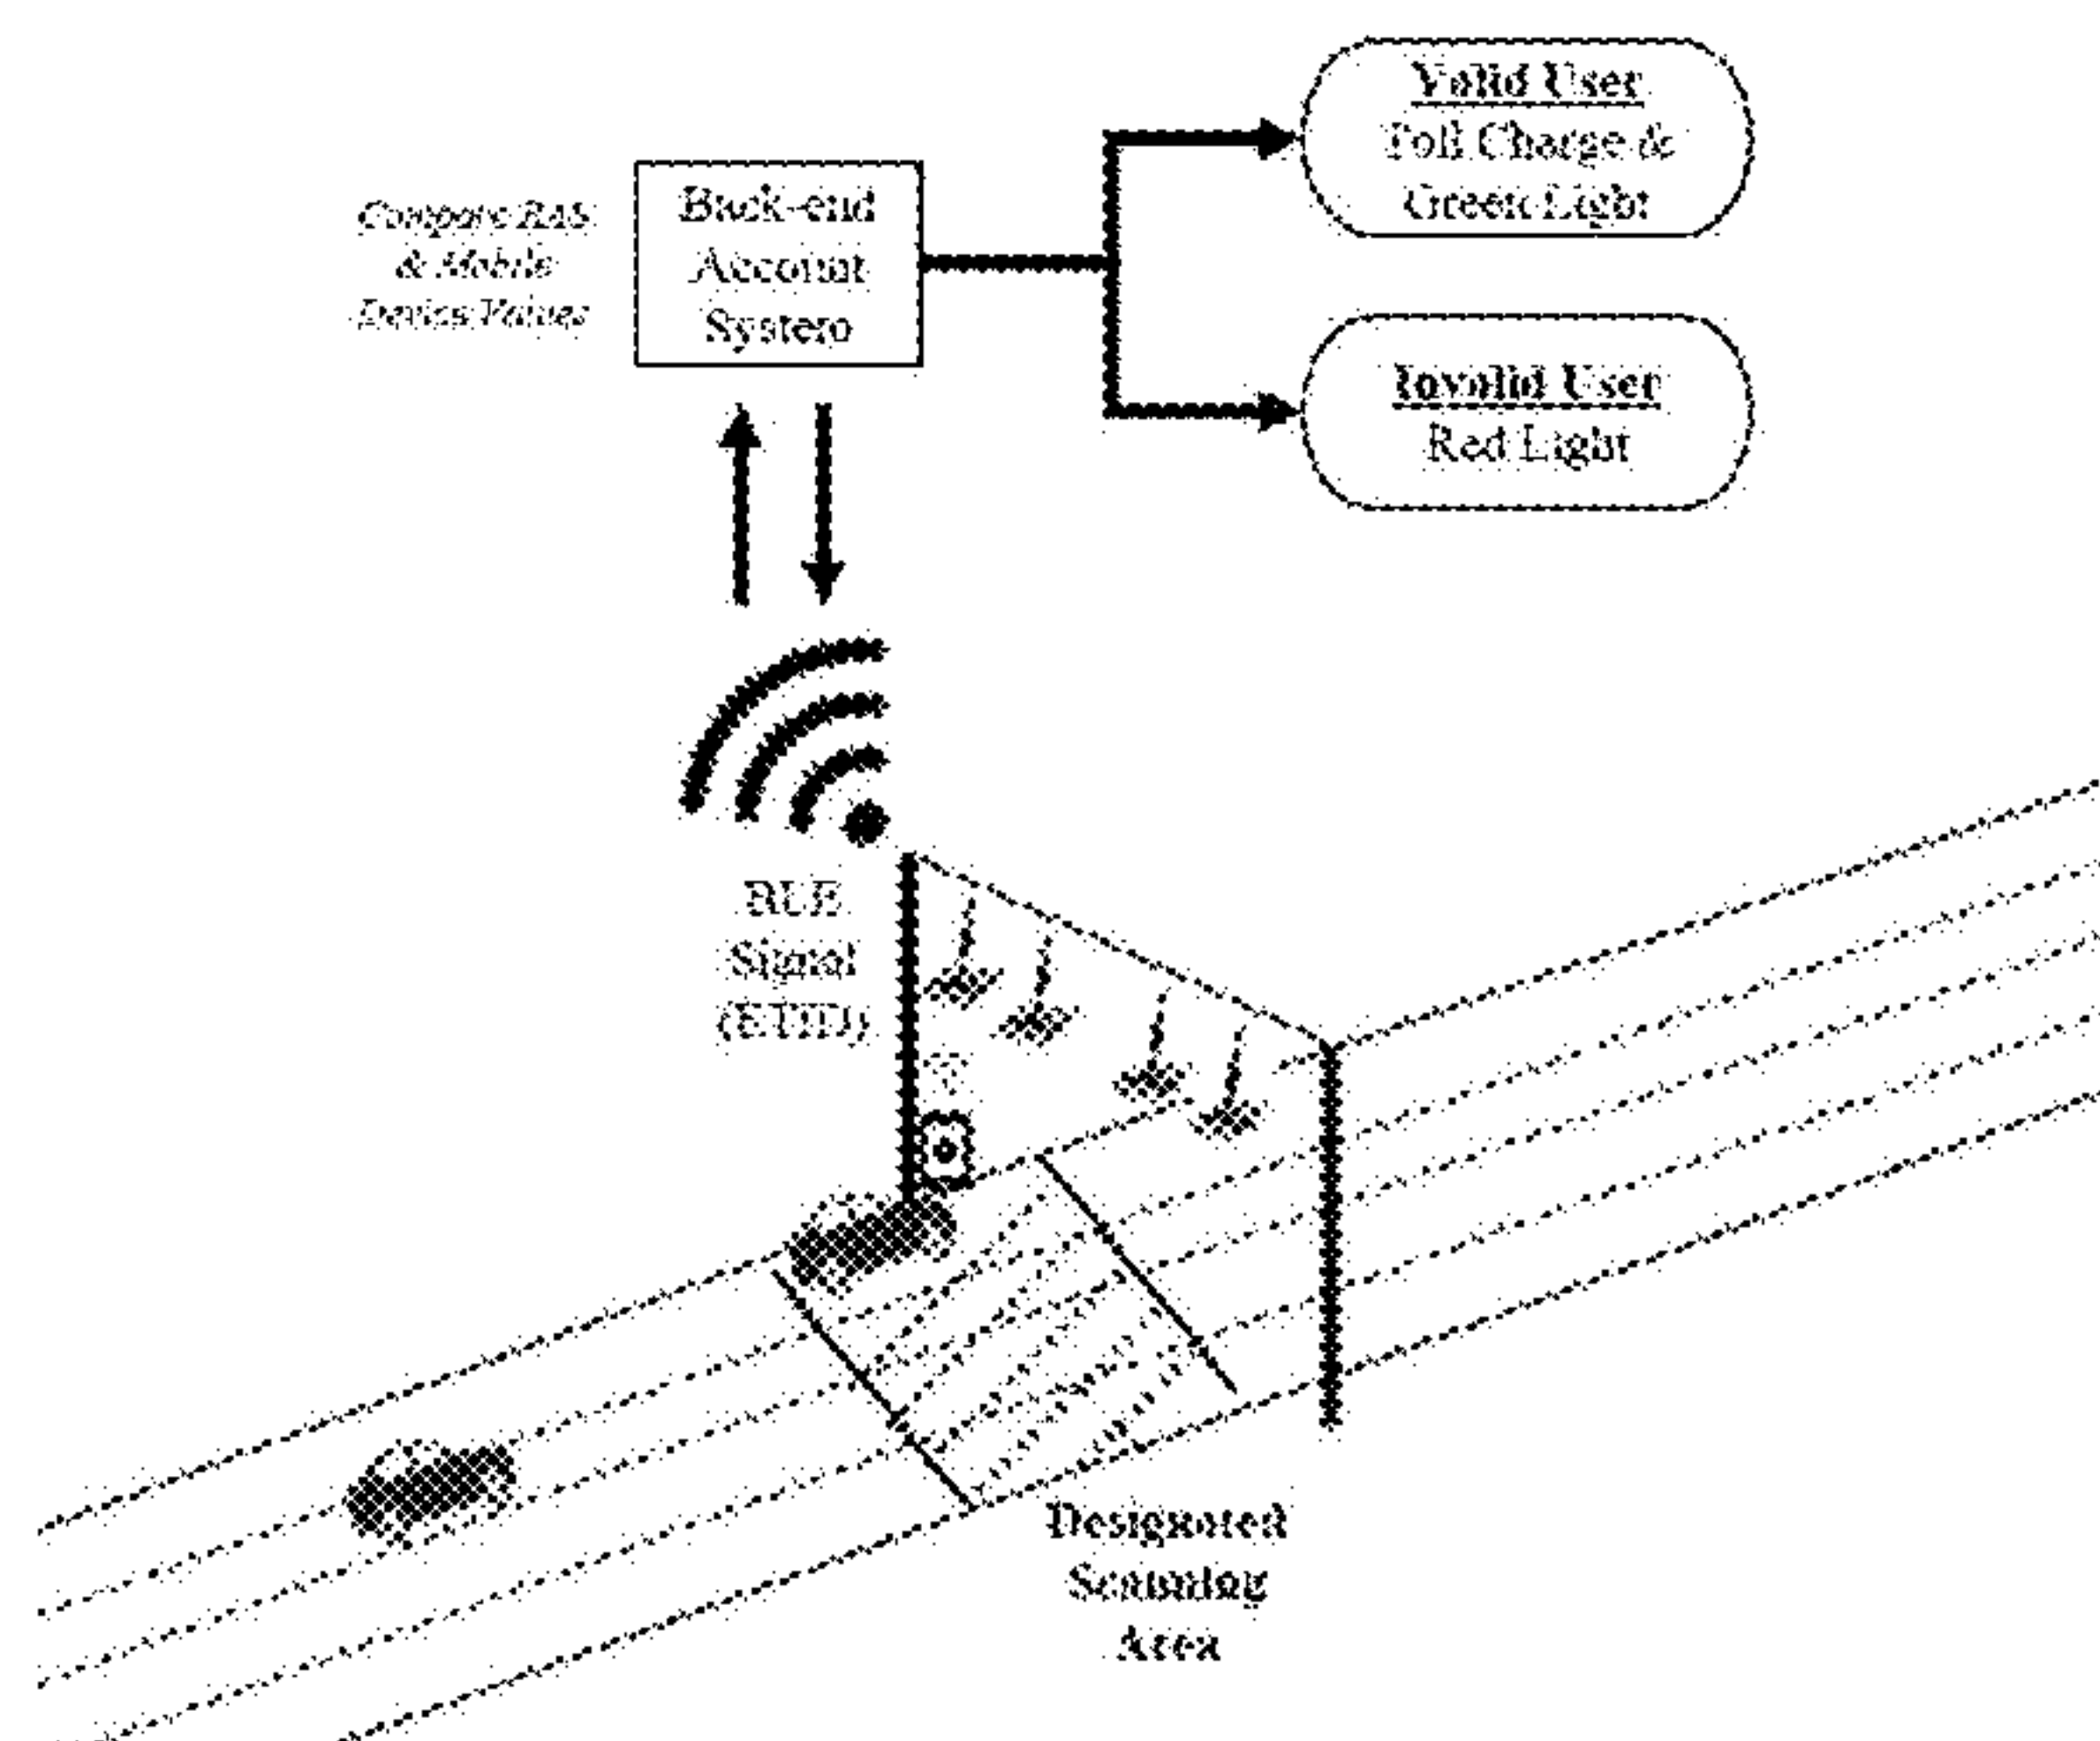 Valid User
Toll Charge &
Green Light
Back-end
Account
System
Compare RAS
& Mobile
Device Values
Invalid User
Red Light
BLE
Signal
Designated
Scanning
Area